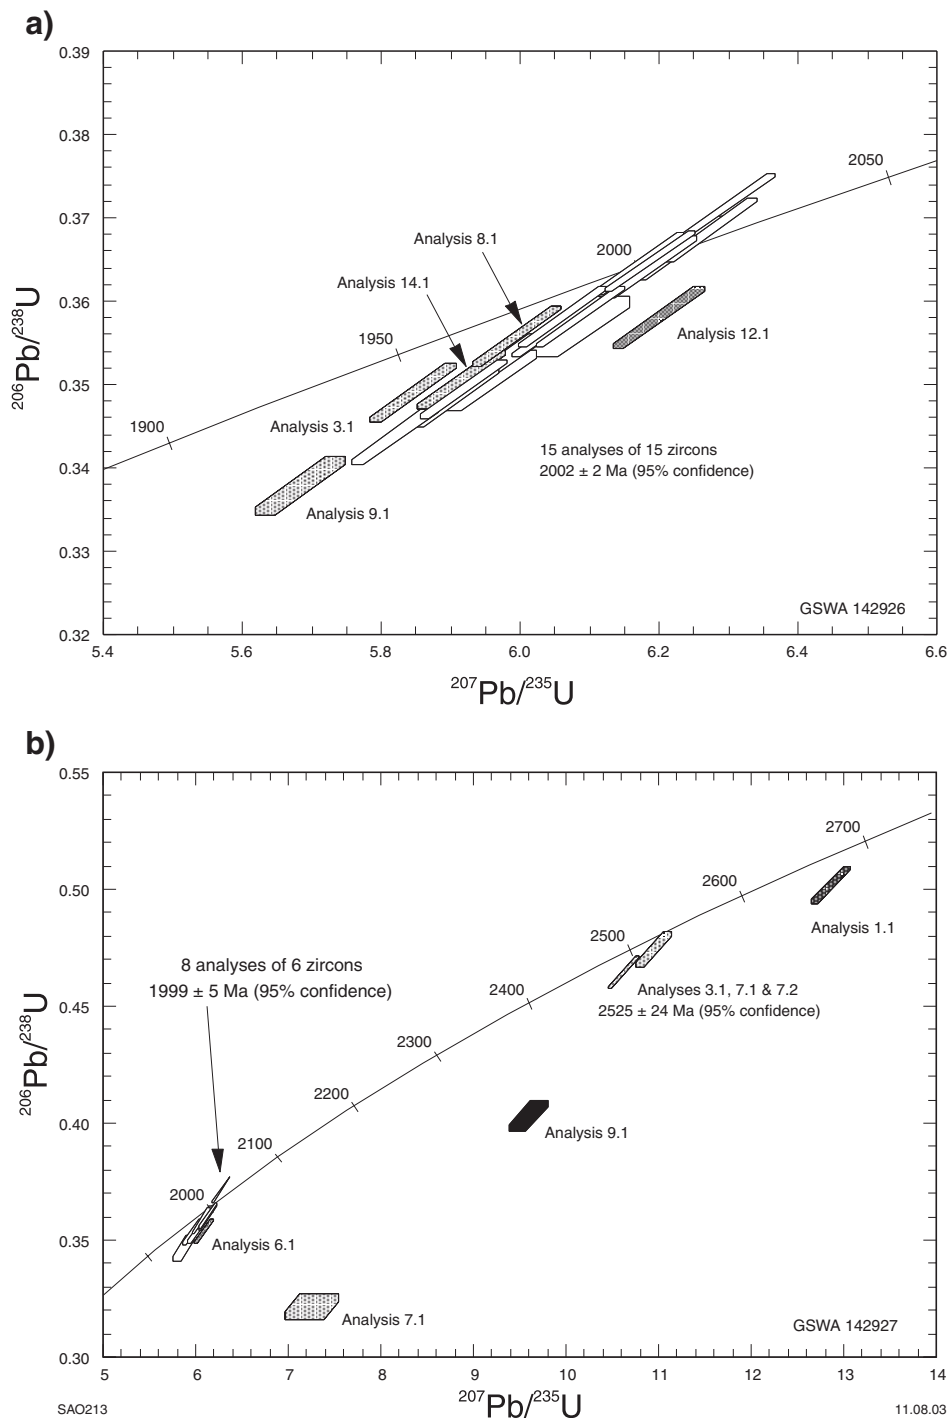 a)
0.39
0.38
2050
0.37
Analysis 8.1
2000
Analysis 14.1
0.36
206Pb/238U
1950
Analysis 12.1
0.35
1900
Analysis 3.1
15 analyses of 15 zircons
2002 ± 2 Ma (95% confidence)
0.34
Analysis 9.1
0.33
GSWA 142926
0.32
5.4 5.6 5.8 6.0 6.2 6.4 6.6
207Pb/235U
b)
0.55
2700
0.50
2600
Analysis 1.1
2500
8 analyses of 6 zircons
1999 ± 5 Ma (95% confidence)
Analyses 3.1, 7.1 & 7.2
2525 ± 24 Ma (95% confidence)
2400
0.45
2300
206Pb/238U
2200
0.40
Analysis 9.1
2100
2000
0.35
Analysis 6.1
Analysis 7.1
GSWA 142927
0.30
5 6 7 8 9 10 11 12 13 14
207Pb/235U
SAO213
11.08.03